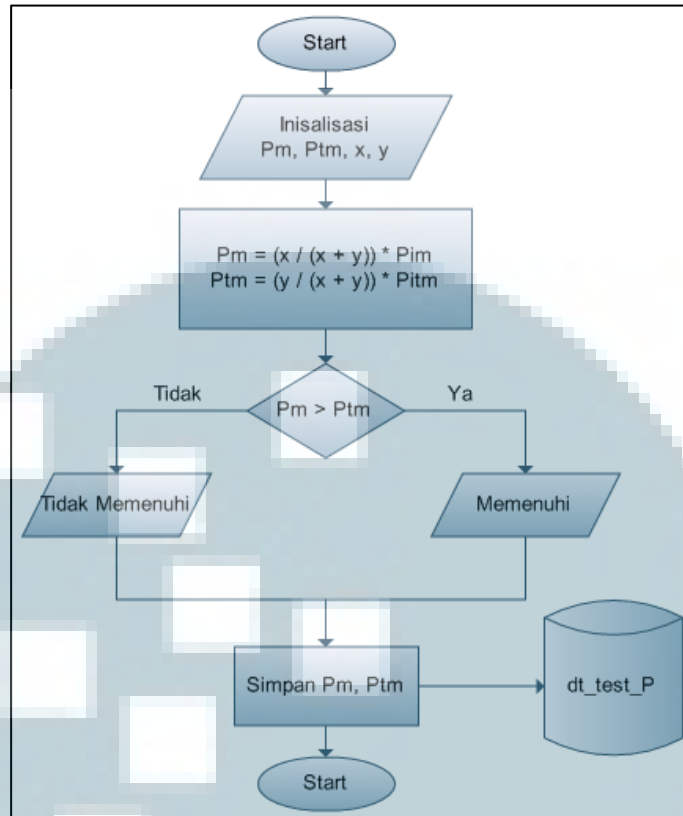 Start
Inisalisasi
Pm, Ptm, x, y
Pm = (x / (x + y)) * Pim
Ptm = (y / (x + y)) * Pitm
Pm > Ptm
Tidak
Ya
Tidak Memenuhi
Memenuhi
Simpan Pm, Ptm
dt_test_P
Start